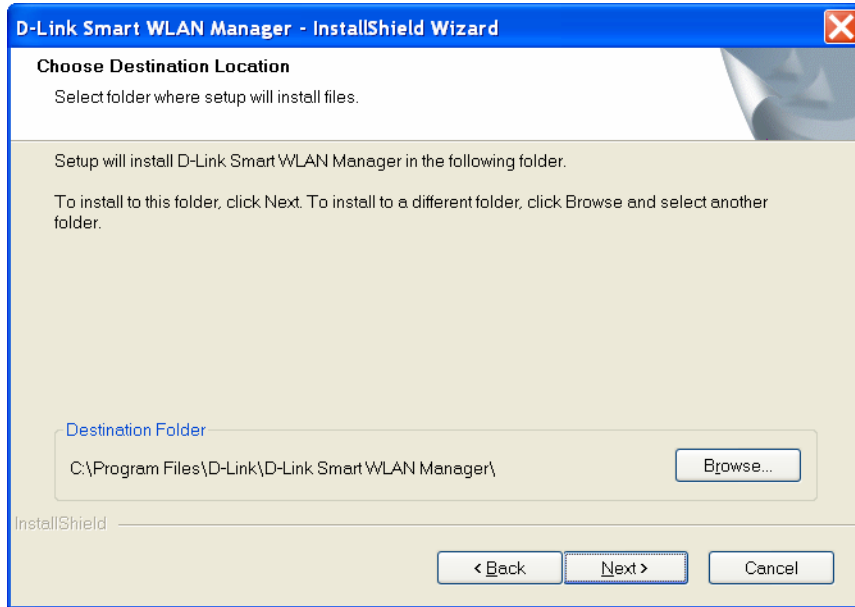 D-Link Smart WLAN Manager - InstallShield Wizard
Choose Destination Location
Select folder where setup will install files.
Setup will install D-Link Smart WLAN Manager in the following folder.
To install to this folder, click Next. To install to a different folder, click Browse and select another
folder.
Destination Folder
C:\Program Files\D-Link\D-Link Smart WLAN Manager\
Browse...
InstallShield
< Back
Next >
Cancel